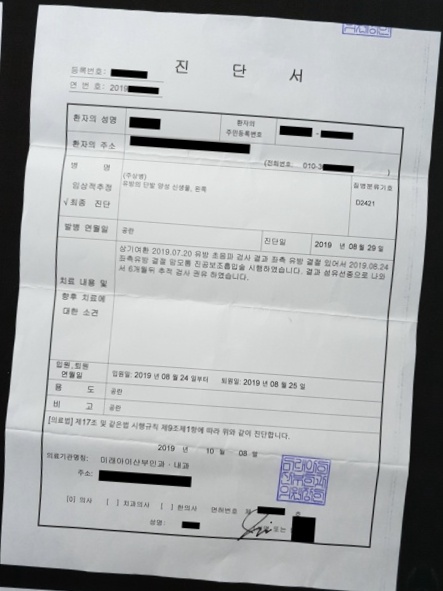 진 단 서
등록번호:
연 번 호: 2019
환자의 성명
환자의
주민등록번호
-
환자의 주소
(전화번호: 010-3 )
병 명
(주상병)
유방의 단발 양성 신생물, 왼쪽
질병분류기호
임상적추정
√최종 진단
D2421
발병 연월일
공란
진단일
2019 년 08 월 29 일
상기여환 2019.07.20 유방 초음파 검사 결과 좌측 유방 결절 있어서 2019.08.24
좌측유방 결절 맘모톰 진공보조흡입술 시행하였습니다. 결과 섬유선종으로 나와
서 6개월뒤 추적 검사 권유 하였습니다.
치료 내용 및
향후 치료에
대한 소견
입원,퇴원
연월일
입원일: 2019 년 08 월 24 일부터 퇴원일: 2019 년 08 월 25 일
용 도
공란
비 고
공란
[의료법] 제17조 및 같은법 시행규칙 제9조제1항에 따라 위와 같이 진단합니다.
2019 년 10 월 08 일
의료기관명칭: 미래아이산부인과·내과
주소:
[0] 의사 [ ] 치과의사 [ ] 한의사 면허번호 제 호
성명: 또는